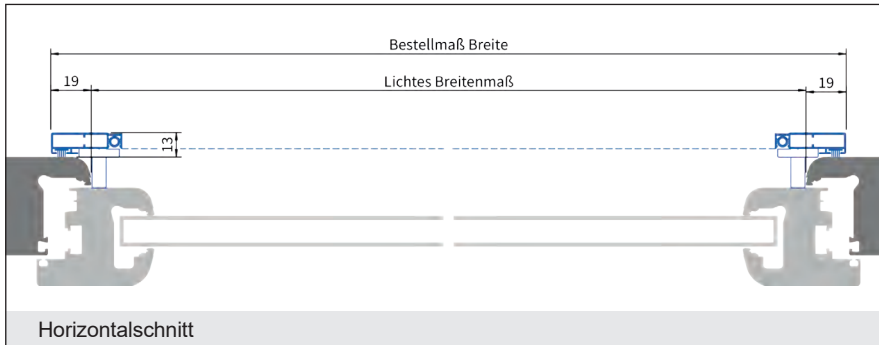 Bestellmaß Breite
19
Lichtes Breitenmaß
19
13
Horizontalschnitt